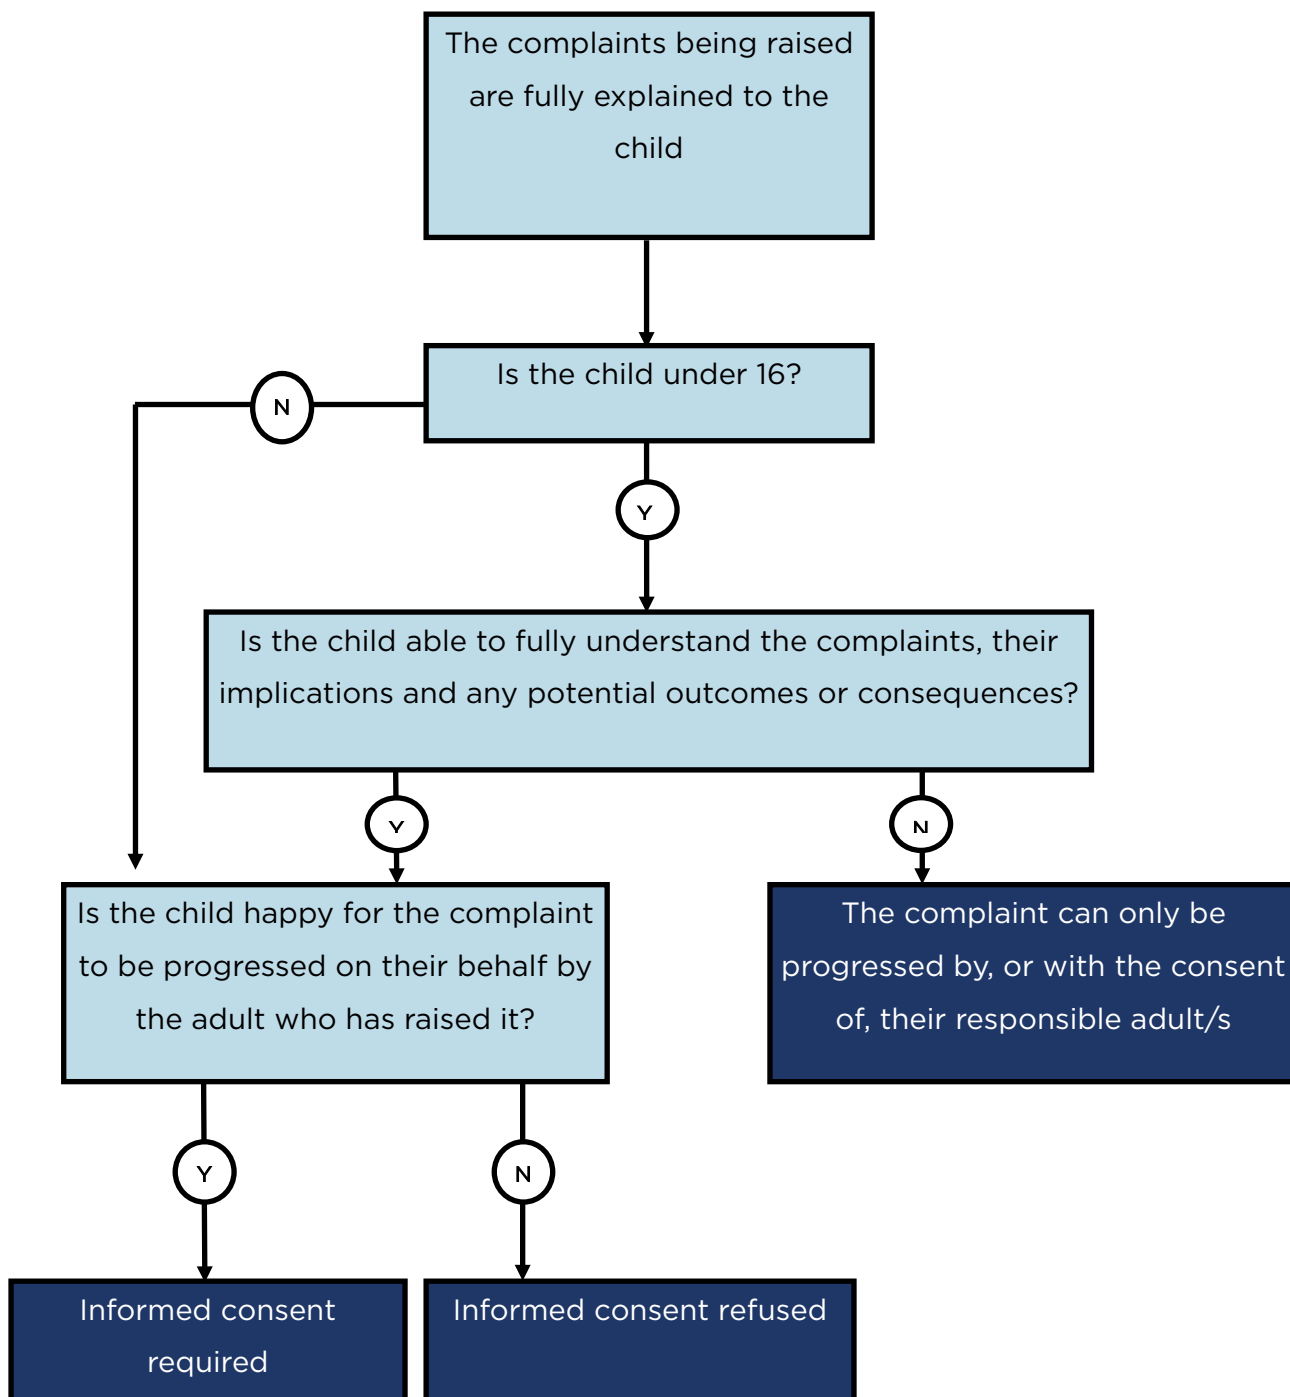 The complaints being raised
are fully explained to the
child
Is the child under 16?
N
Y
Is the child able to fully understand the complaints, their
implications and any potential outcomes or consequences?
Y
N
Is the child happy for the complaint
to be progressed on their behalf by
the adult who has raised it?
The complaint can only be
progressed by, or with the consent
of, their responsible adult/s
Y
N
Informed consent
required
Informed consent refused